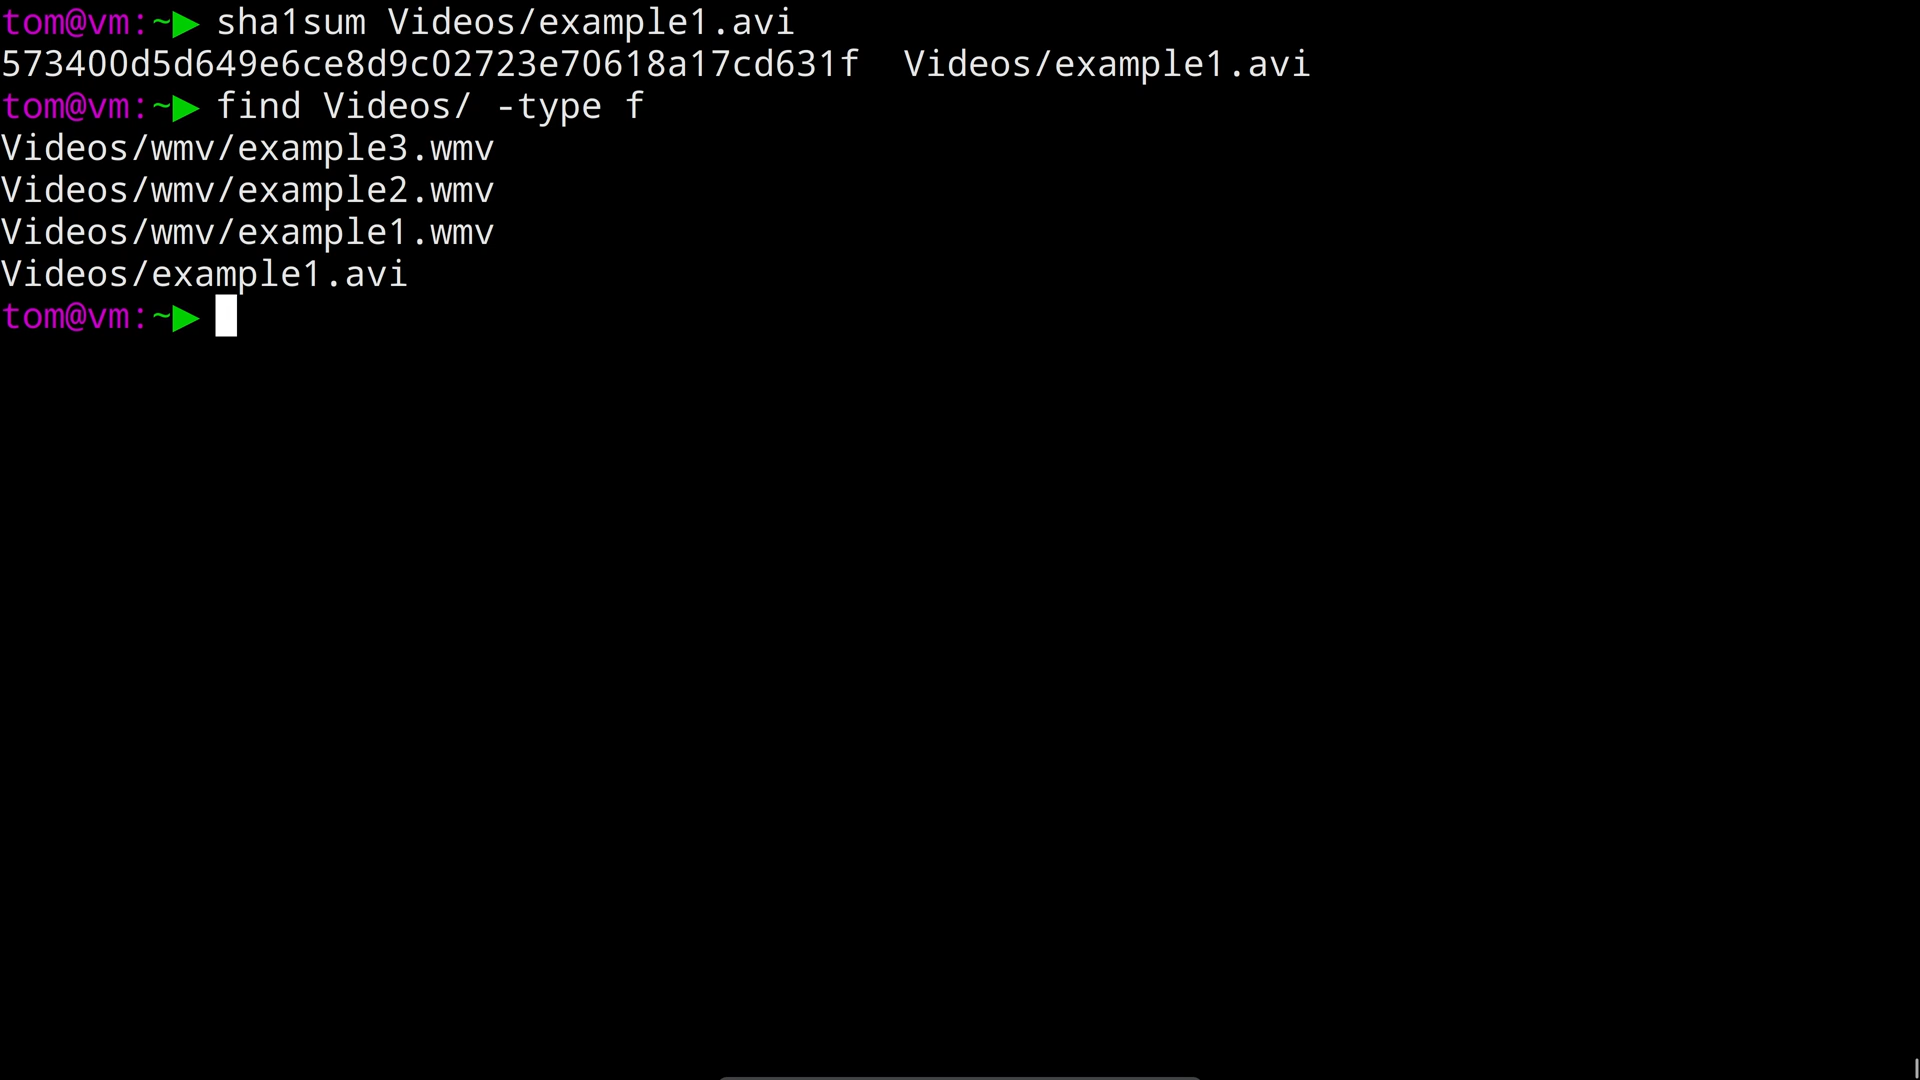 tom@vm:~▶ sha1sum Videos/example1.avi
573400d5d649e6ce8d9c02723e70618a17cd631f  Videos/example1.avi
tom@vm:~▶ find Videos/ -type f
Videos/wmv/example3.wmv
Videos/wmv/example2.wmv
Videos/wmv/example1.wmv
Videos/example1.avi
tom@vm:~▶